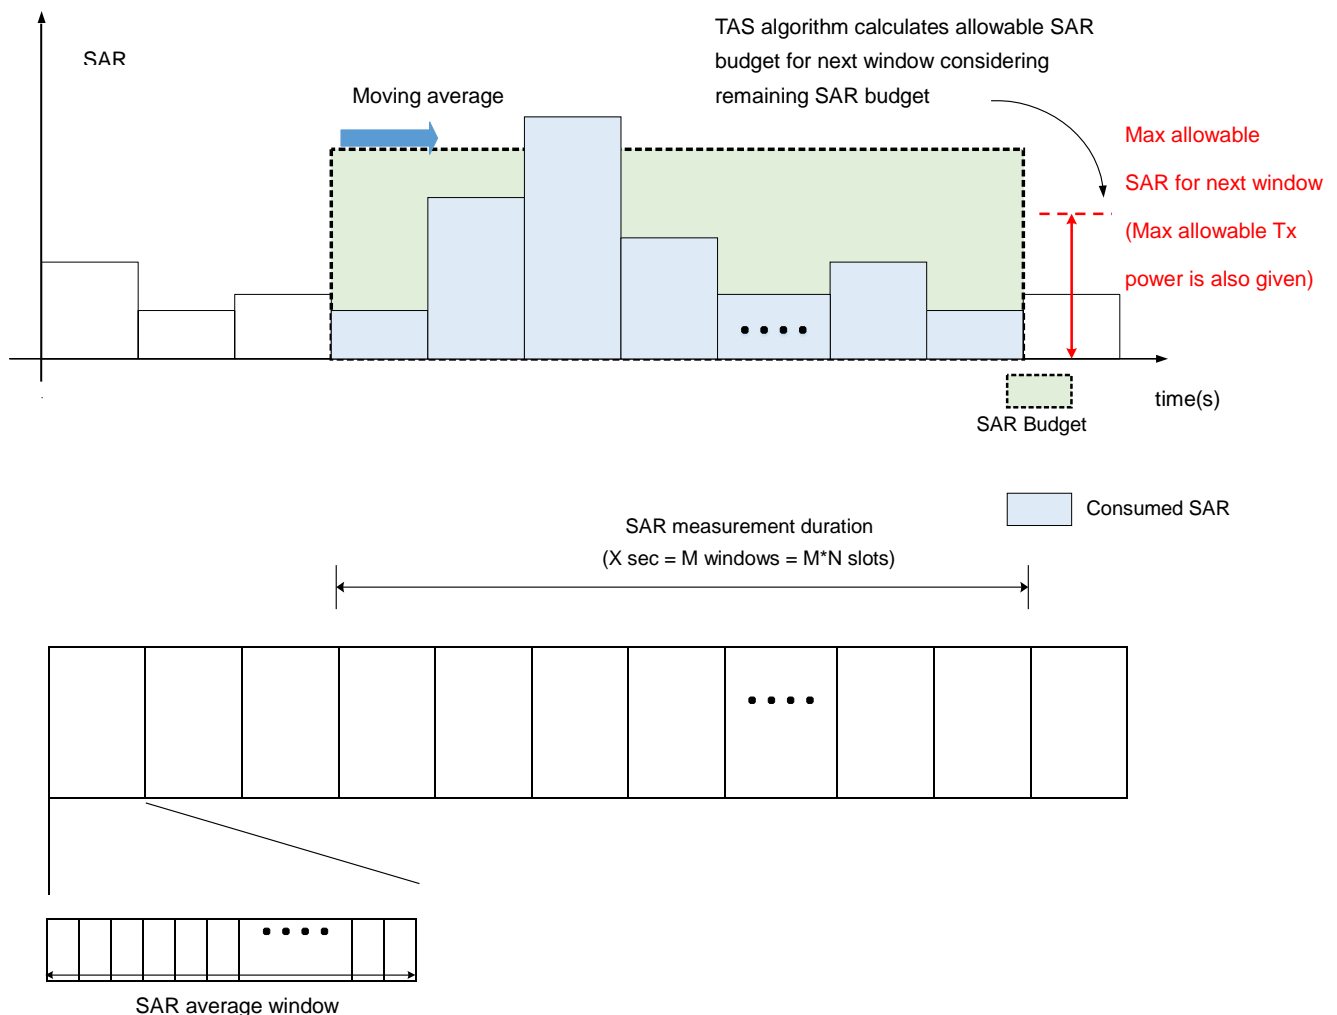 SAR
TAS algorithm calculates allowable SAR
budget for next window considering
remaining SAR budget
Moving average
Max allowable
SAR for next window
(Max allowable Tx
power is also given)
time(s)
SAR Budget
Consumed SAR
SAR measurement duration
(X sec = M windows = M*N slots)
SAR average window